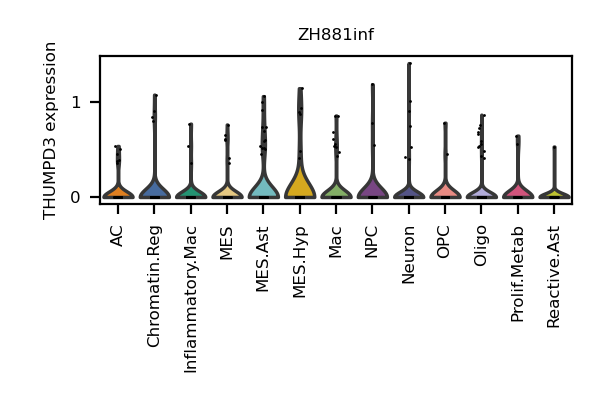 ZH881inf
THUMPD3 expression
1
0
AC
Chromatin.Reg
Inflammatory.Mac
MES
MES.Ast
MES.Hyp
Mac
NPC
Neuron
OPC
Oligo
Prolif.Metab
Reactive.Ast